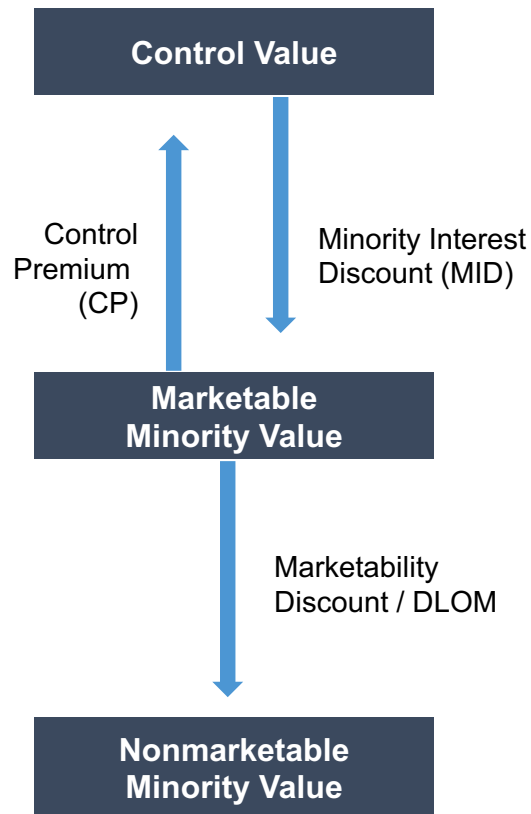 Control Value
Control
Premium
(CP)
Minority Interest
Discount (MID)
Marketable
Minority Value
Marketability
Discount / DLOM
Nonmarketable
Minority Value